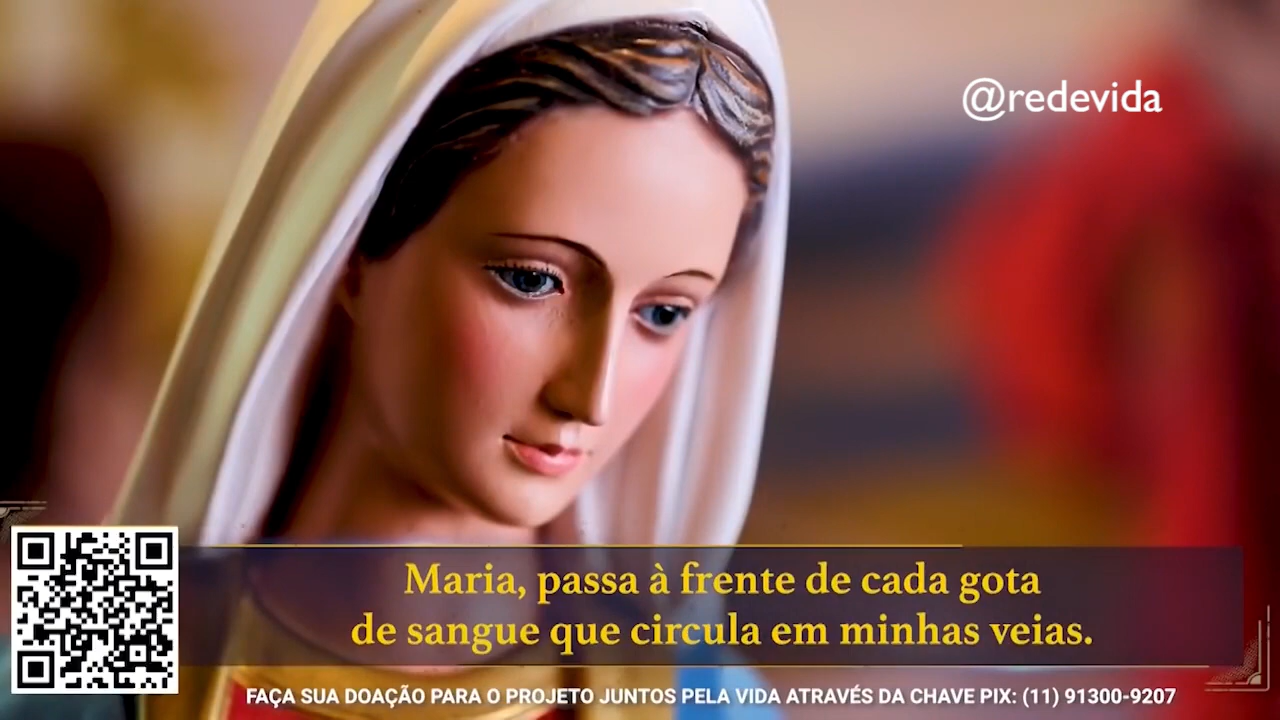 @redevida
Maria, passa à frente de cada gota
de sangue que circula em minhas veias.
FAÇA SUA DOAÇÃO PARA O PROJETO JUNTOS PELA VIDA ATRAVÉS DA CHAVE PIX: (11) 91300-9207